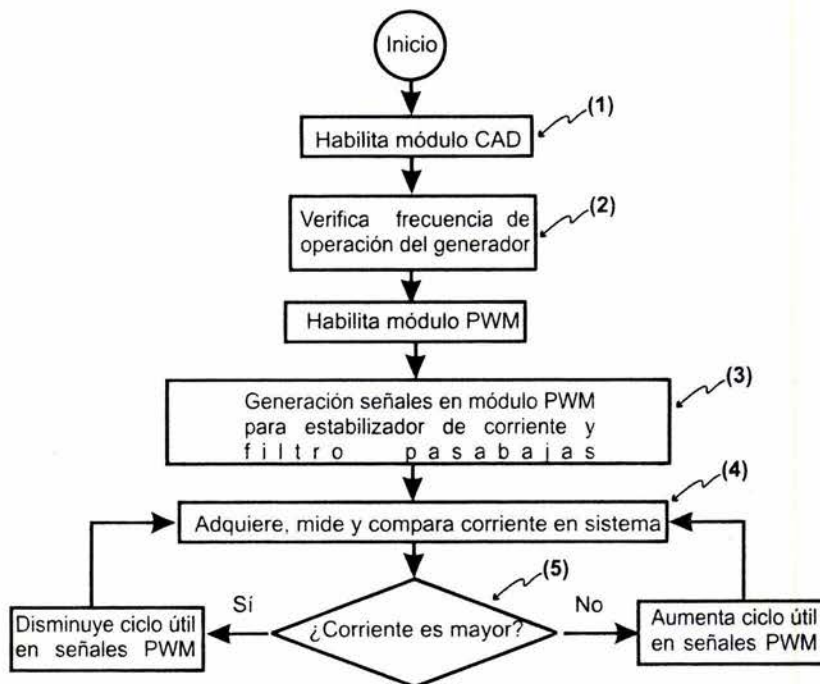 Inicio
(1)
Habilita módulo CAD
(2)
Verifica frecuencia de
operación del generador
Habilita módulo PWM
(3)
Generación señales en módulo PWM
para estabilizador de corriente y
filtro pasabajas
(4)
Adquiere, mide y compara corriente en sistema
(5)
Sí
¿Corriente es mayor?
No
Disminuye ciclo útil
en señales PWM
Aumenta ciclo útil
en señales PWM